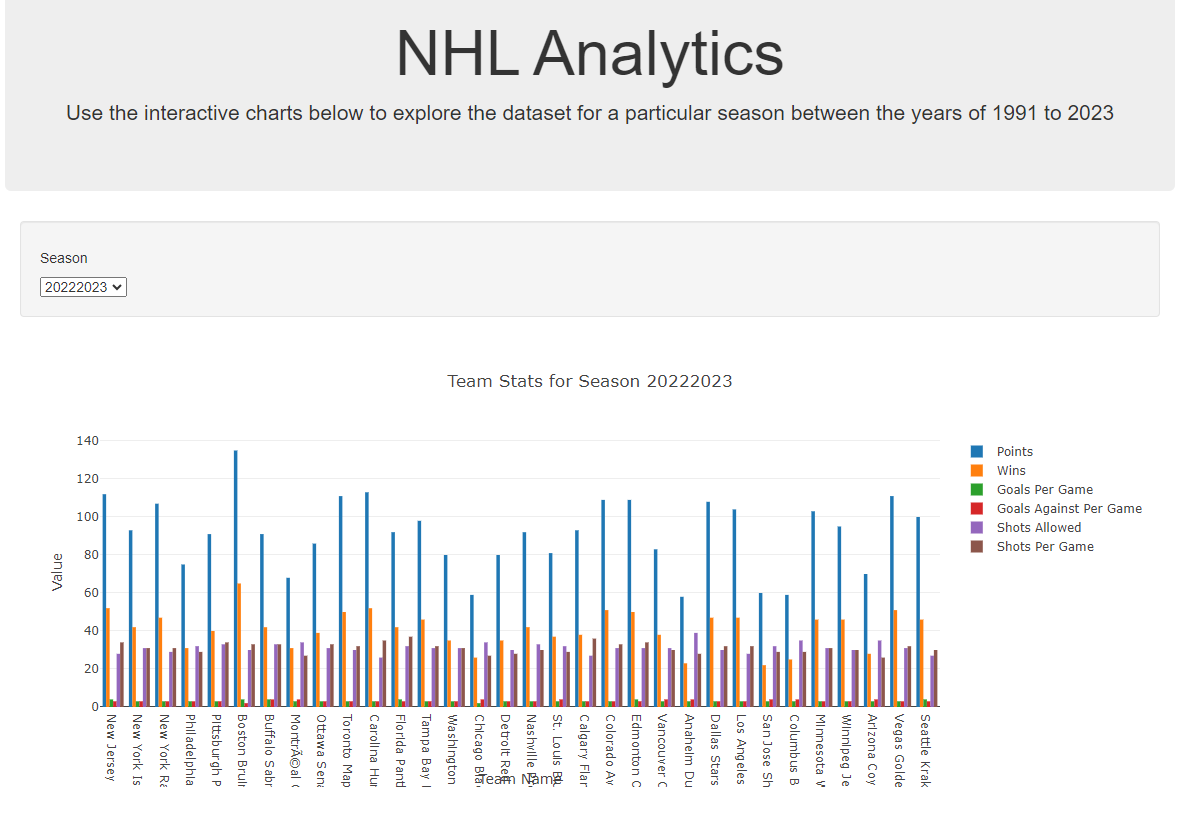 NHL Analytics
Use the interactive charts below to explore the dataset for a particular season between the years of 1991 to 2023
Season
20222023
Team Stats for Season 20222023
140
120
100
80
60
40
20
0
Value
Points
Wins
Goals Per Game
Goals Against Per Game
Shots Allowed
Shots Per Game
New Jersey
New York Is
New York Ra
Philadelphia
Pittsburgh P
Boston Bruin
Buffalo Sabr
MontrÃ©al
Ottawa Sena
Toronto Map
Carolina Hur
Florida Pant
Tampa Bay
Washington
Chicago
Detroit Re
Nashville
St. Louis
Calgary Flar
Colorado Av
Edmonton
Vancouver
Anaheim Du
Dallas Stars
Los Angeles
San Jose Sh
Columbus B
Minnesota
Winnipeg Je
Arizona Coy
Vegas Golde
Seattle Krak
Team Name